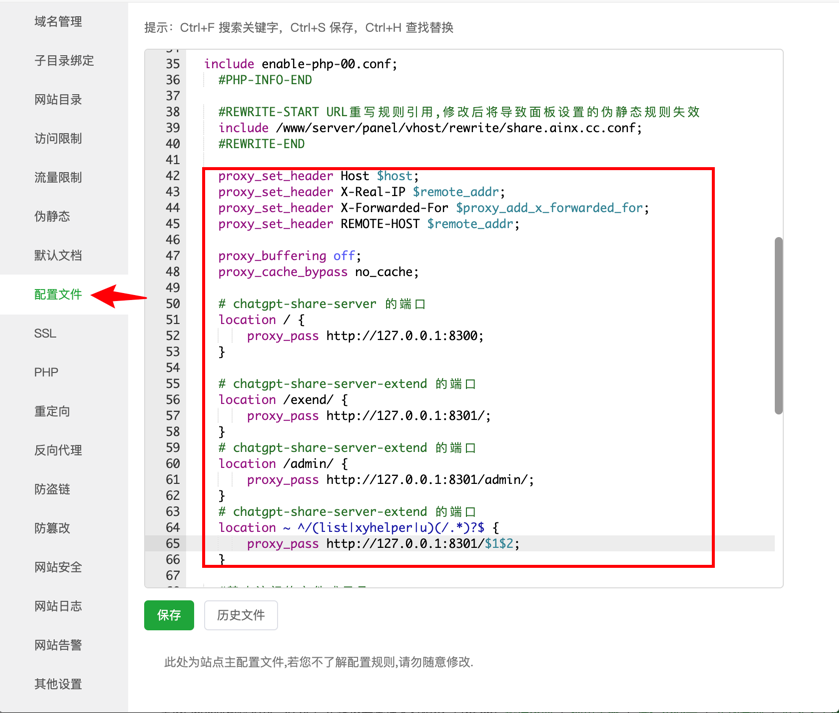 域名管理
子目录绑定
网站目录
访问限制
流量限制
伪静态
默认文档
配置文件
SSL
PHP
重定向
反向代理
防盗链
防篡改
网站安全
网站日志
网站告警
其他设置
提示：Ctrl+F 搜索关键字，Ctrl+S 保存，Ctrl+H 查找替换
34
35 include enable-php-00.conf;
36 #PHP-INFO-END
37
38 #REWRITE-START URL重写规则引用,修改后将导致面板设置的伪静态规则失效
39 include /www/server/panel/vhost/rewrite/share.ainx.cc.conf;
40 #REWRITE-END
41
42 proxy_set_header Host $host;
43 proxy_set_header X-Real-IP $remote_addr;
44 proxy_set_header X-Forwarded-For $proxy_add_x_forwarded_for;
45 proxy_set_header REMOTE-HOST $remote_addr;
46
47 proxy_buffering off;
48 proxy_cache_bypass no_cache;
49
50 # chatgpt-share-server 的端口
51 location / {
52 proxy_pass http://127.0.0.1:8300;
53 }
54
55 # chatgpt-share-server-extend 的端口
56 location /exend/ {
57 proxy_pass http://127.0.0.1:8301/;
58 }
59 # chatgpt-share-server-extend 的端口
60 location /admin/ {
61 proxy_pass http://127.0.0.1:8301/admin/;
62 }
63 # chatgpt-share-server-extend 的端口
64 location ~ ^/(list|xyhelper|u)(/.*)?$ {
65 proxy_pass http://127.0.0.1:8301/$1$2;
66 }
67
保存
历史文件
此处为站点主配置文件,若您不了解配置规则,请勿随意修改.